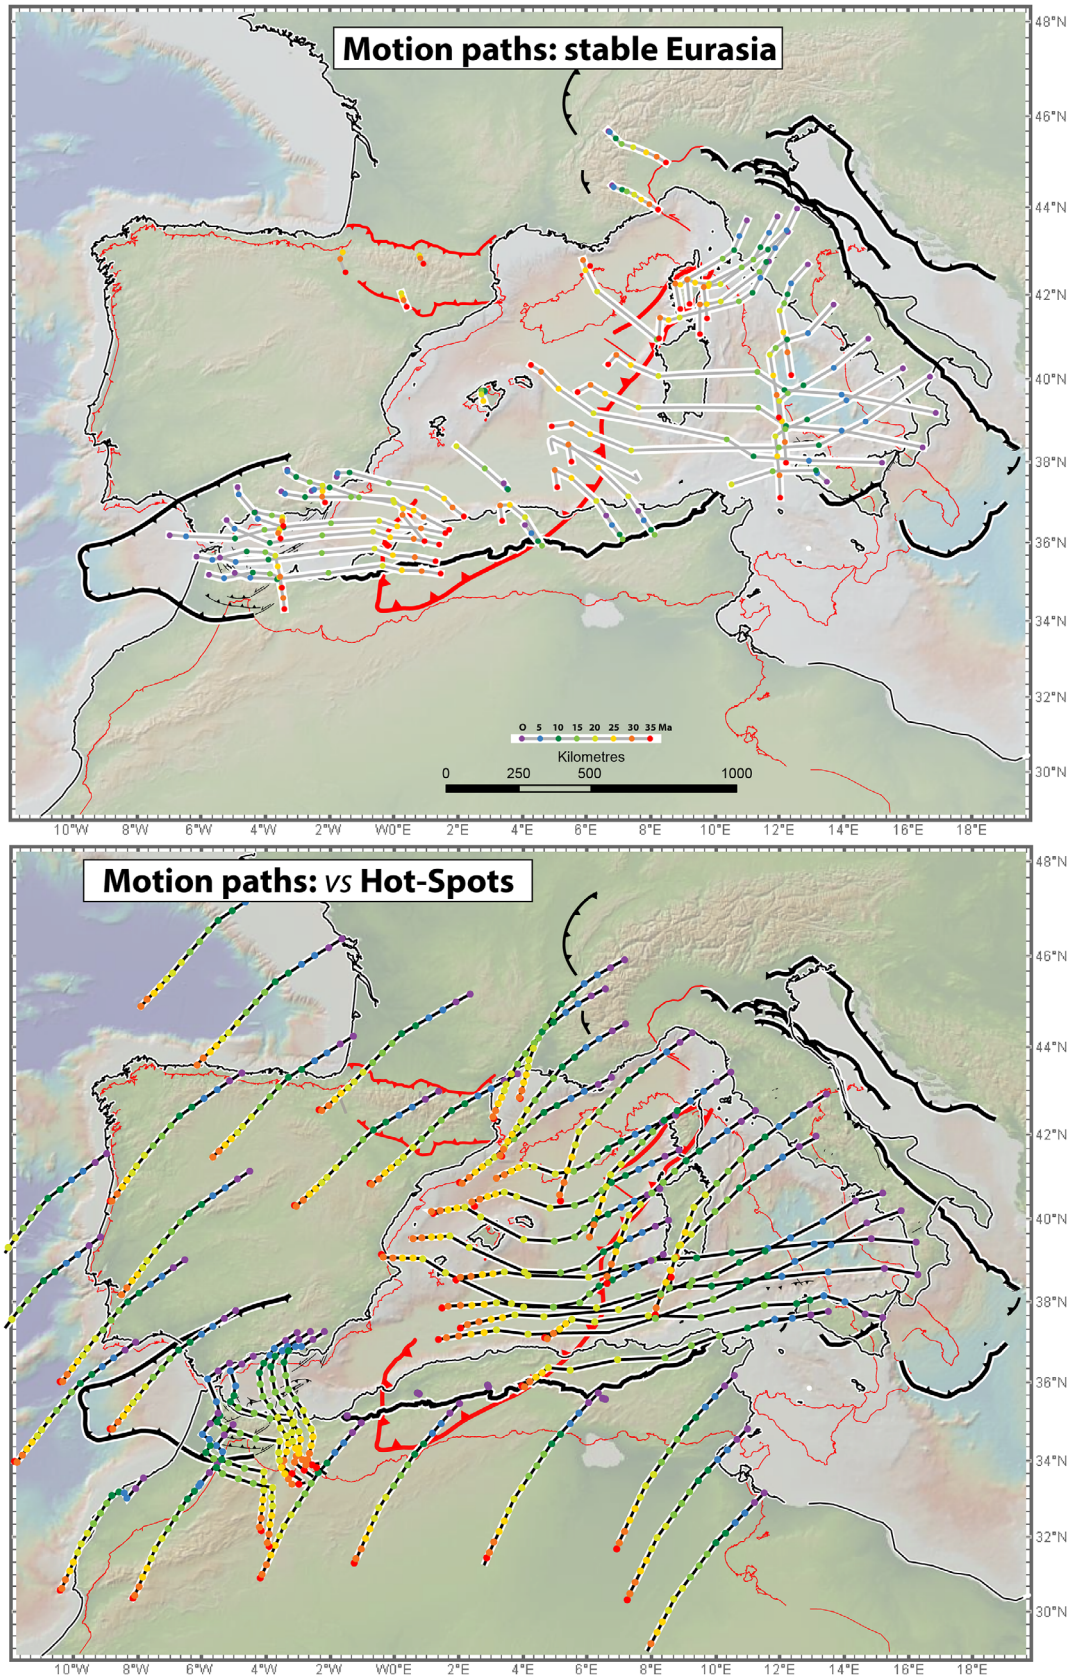 Motion paths: stable Eurasia
48°N
46°N
44°N
42°N
40°N
38°N
36°N
34°N
32°N
30°N
0 5 10 15 20 25 30 35 Ma
Kilometres
0 250 500 1000
10°W 8°W 6°W 4°W 2°W W00°E 2°E 4°E 6°E 8°E 10°E 12°E 14°E 16°E 18°E
Motion paths: vs Hot-Spots
48°N
46°N
44°N
42°N
40°N
38°N
36°N
34°N
32°N
30°N
10°W 8°W 6°W 4°W 2°W W00°E 2°E 4°E 6°E 8°E 10°E 12°E 14°E 16°E 18°E